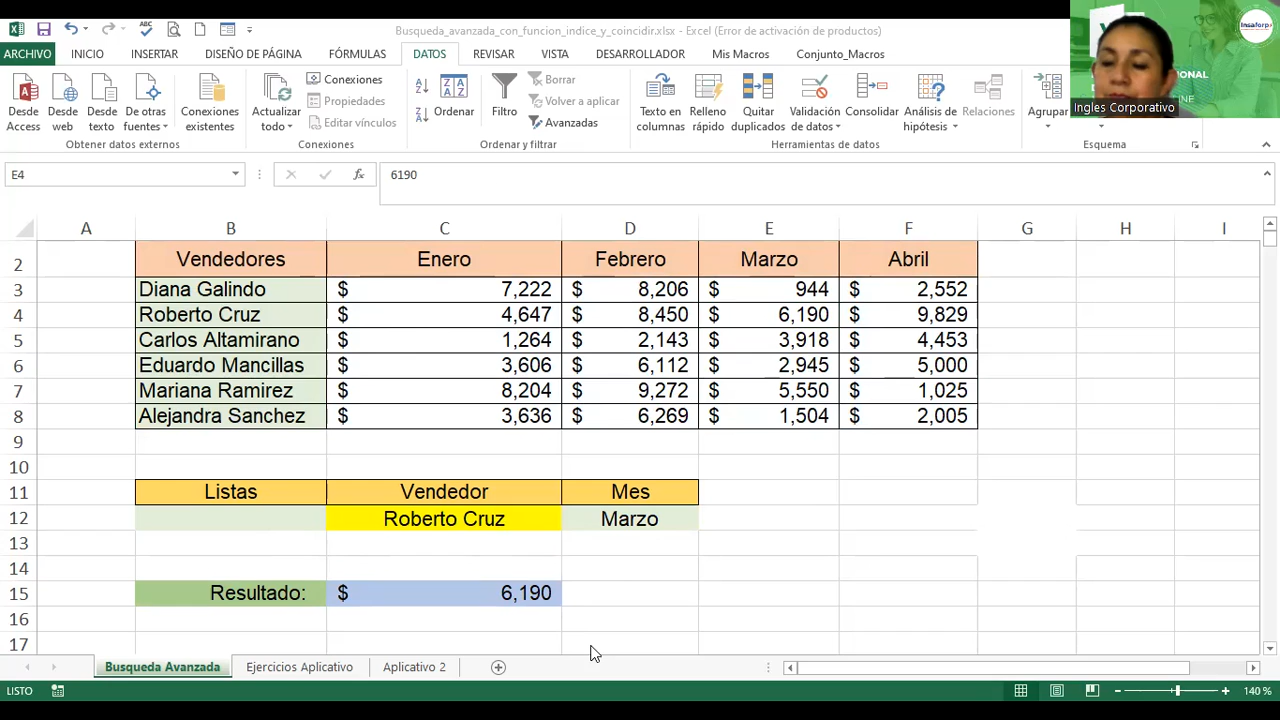 Busqueda_avanzada_con_funcion_indice_y_coincidir.xlsx - Excel (Error de activación de productos)
ARCHIVO INICIO INSERTAR DISEÑO DE PÁGINA FÓRMULAS DATOS REVISAR VISTA DESARROLLADOR Mis Macros Conjunto_Macros
Desde Access
Desde web
Desde texto
De otras fuentes
Conexiones existentes
Obtener datos externos
Actualizar todo
Conexiones
Propiedades
Editar vínculos
Conexiones
Ordenar
Filtro
Borrar
Volver a aplicar
Avanzadas
Ordenar y filtrar
Texto en columnas
Relleno rápido
Quitar duplicados
Validación de datos
Consolidar
Análisis de hipótesis
Relaciones
Herramientas de datos
Agrupar
Esquema
Insaforp
Ingles Corporativo
E4 fx 6190
A B C D E F G H I
2 Vendedores Enero Febrero Marzo Abril
3 Diana Galindo $ 7,222 $ 8,206 $ 944 $ 2,552
4 Roberto Cruz $ 4,647 $ 8,450 $ 6,190 $ 9,829
5 Carlos Altamirano $ 1,264 $ 2,143 $ 3,918 $ 4,453
6 Eduardo Mancillas $ 3,606 $ 6,112 $ 2,945 $ 5,000
7 Mariana Ramirez $ 8,204 $ 9,272 $ 5,550 $ 1,025
8 Alejandra Sanchez $ 3,636 $ 6,269 $ 1,504 $ 2,005
9
10
11 Listas Vendedor Mes
12 Roberto Cruz Marzo
13
14
15 Resultado: $ 6,190
16
17
Busqueda Avanzada Ejercicios Aplicativo Aplicativo 2
LISTO 140 %